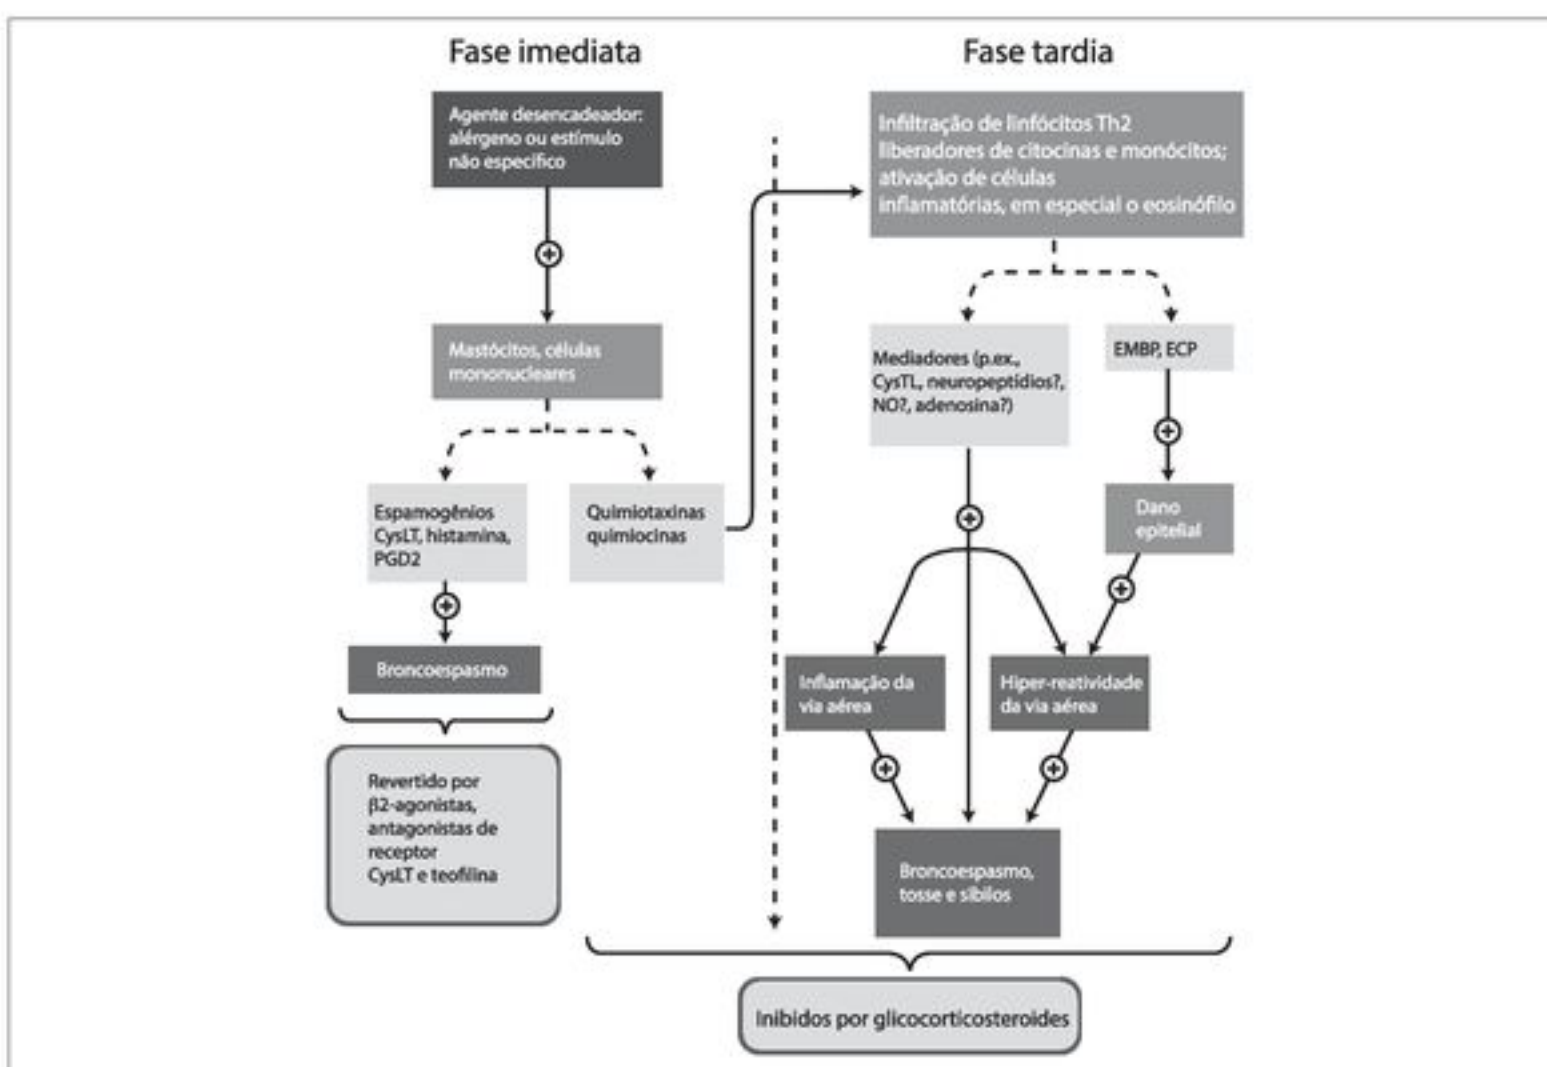 Fase imediata
Agente desencadeador:
alérgeno ou estímulo
não específico
Mastócitos, células
mononucleares
Espamogênios
CysLT, histamina,
PGD2
Quimiotaxinas
quimiocinas
Broncoespasmo
Revertido por
β2-agonistas,
antagonistas de
receptor
CysLT e teofilina
Fase tardia
Infiltração de linfócitos Th2
liberadores de citocinas e monócitos;
ativação de células
inflamatórias, em especial o eosinófilo
Mediadores (p.ex.,
CysTL, neuropeptídios?,
NO?, adenosina?)
EMBP, ECP
Dano
epitelial
Inflamação da
via aérea
Hiper-reatividade
da via aérea
Broncoespasmo,
tosse e síbilos
Inibidos por glicocorticosteroides